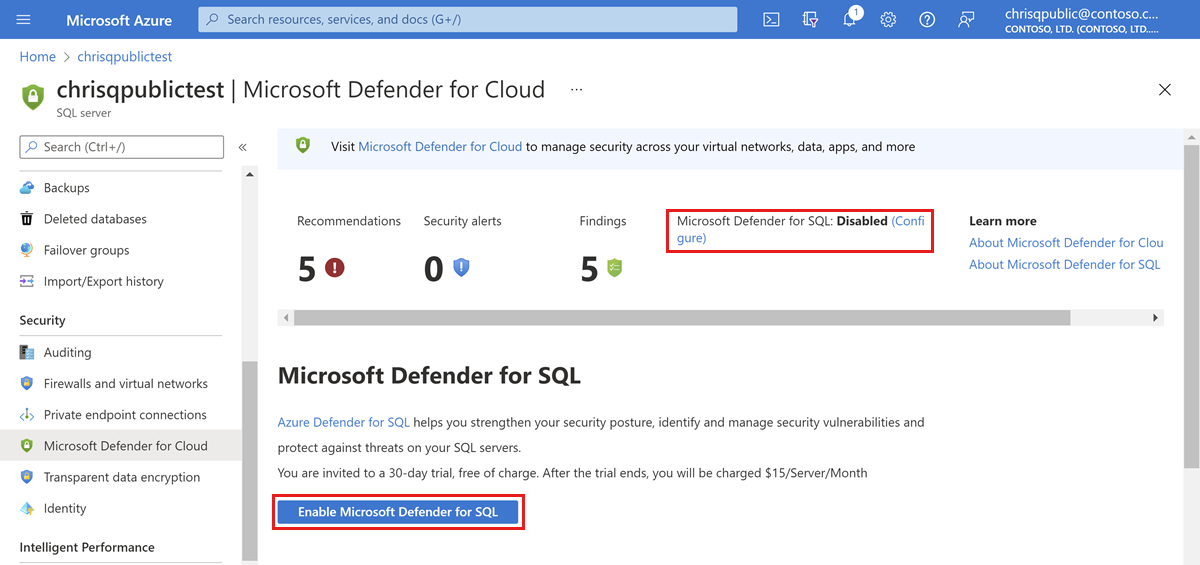 Microsoft Azure
Search resources, services, and docs (G+/)
1
chrisqpublic@contoso.c...
CONTOSO, LTD. (CONTOSO, LTD.....
Home > chrisqpublictest
chrisqpublictest | Microsoft Defender for Cloud ...
SQL server
Search (Ctrl+/)
Backups
Deleted databases
Failover groups
Import/Export history
Security
Auditing
Firewalls and virtual networks
Private endpoint connections
Microsoft Defender for Cloud
Transparent data encryption
Identity
Intelligent Performance
Visit Microsoft Defender for Cloud to manage security across your virtual networks, data, apps, and more
Recommendations
5
Security alerts
0
Findings
5
Microsoft Defender for SQL: Disabled (Confi
gure)
Learn more
About Microsoft Defender for Clou
About Microsoft Defender for SQL
Microsoft Defender for SQL
Azure Defender for SQL helps you strengthen your security posture, identify and manage security vulnerabilities and
protect against threats on your SQL servers.
You are invited to a 30-day trial, free of charge. After the trial ends, you will be charged $15/Server/Month
Enable Microsoft Defender for SQL